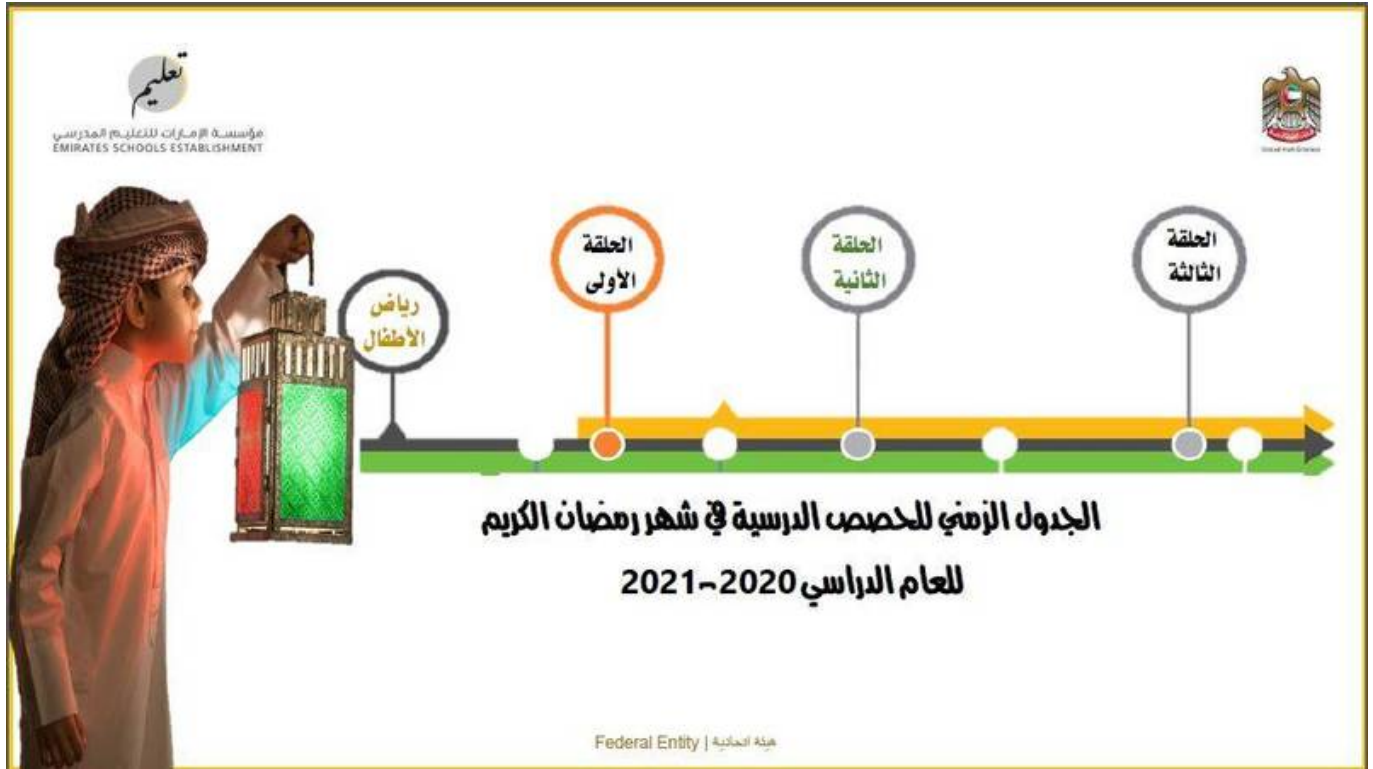 تعليم
مؤسسة الإمارات للتعليم المدرسي
EMIRATES SCHOOLS ESTABLISHMENT
الحلقة
الثالثة
الحلقة
الثانية
الحلقة
الأولى
رياض
الأطفال
الجدول الزمني للحصص الدرسية في شهر رمضان الكريم
للعام الدراسي 2020-2021
Federal Entity | هيئة اتحادية